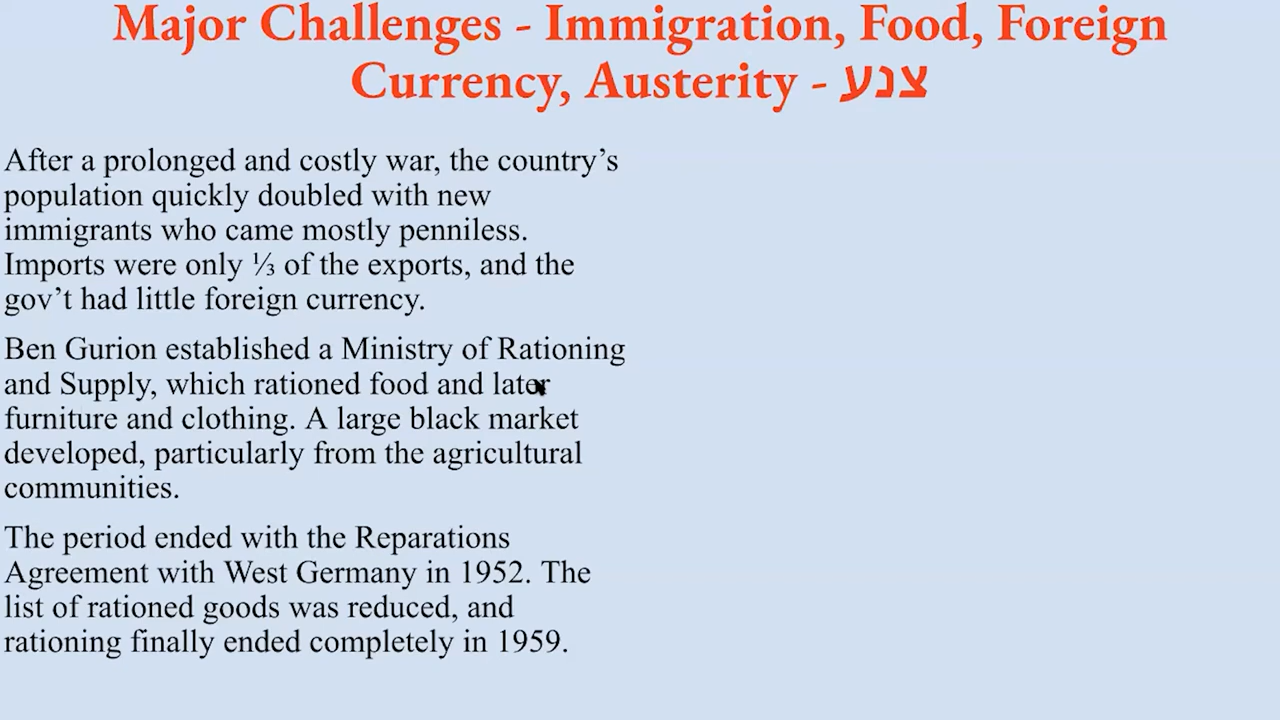 Major Challenges - Immigration, Food, Foreign
Currency, Austerity - צנע
After a prolonged and costly war, the country’s
population quickly doubled with new
immigrants who came mostly penniless.
Imports were only ⅓ of the exports, and the
gov’t had little foreign currency.
Ben Gurion established a Ministry of Rationing
and Supply, which rationed food and later
furniture and clothing. A large black market
developed, particularly from the agricultural
communities.
The period ended with the Reparations
Agreement with West Germany in 1952. The
list of rationed goods was reduced, and
rationing finally ended completely in 1959.